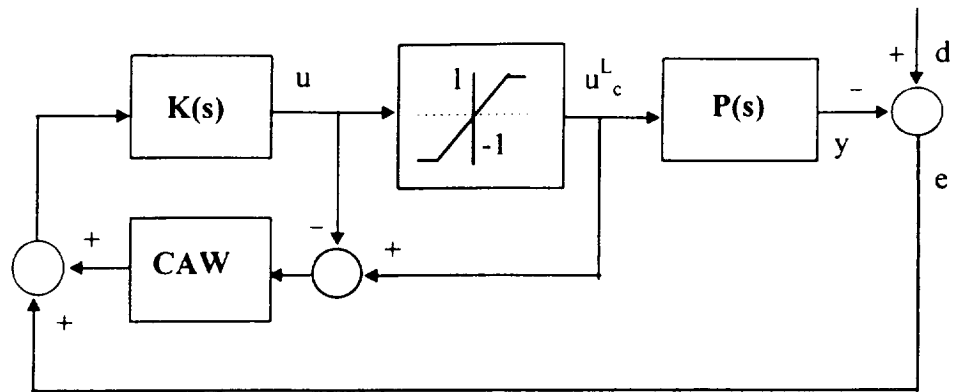 + d
K(s) u 1 -1 u^L_c P(s) - y
e
+ CAW - +
+